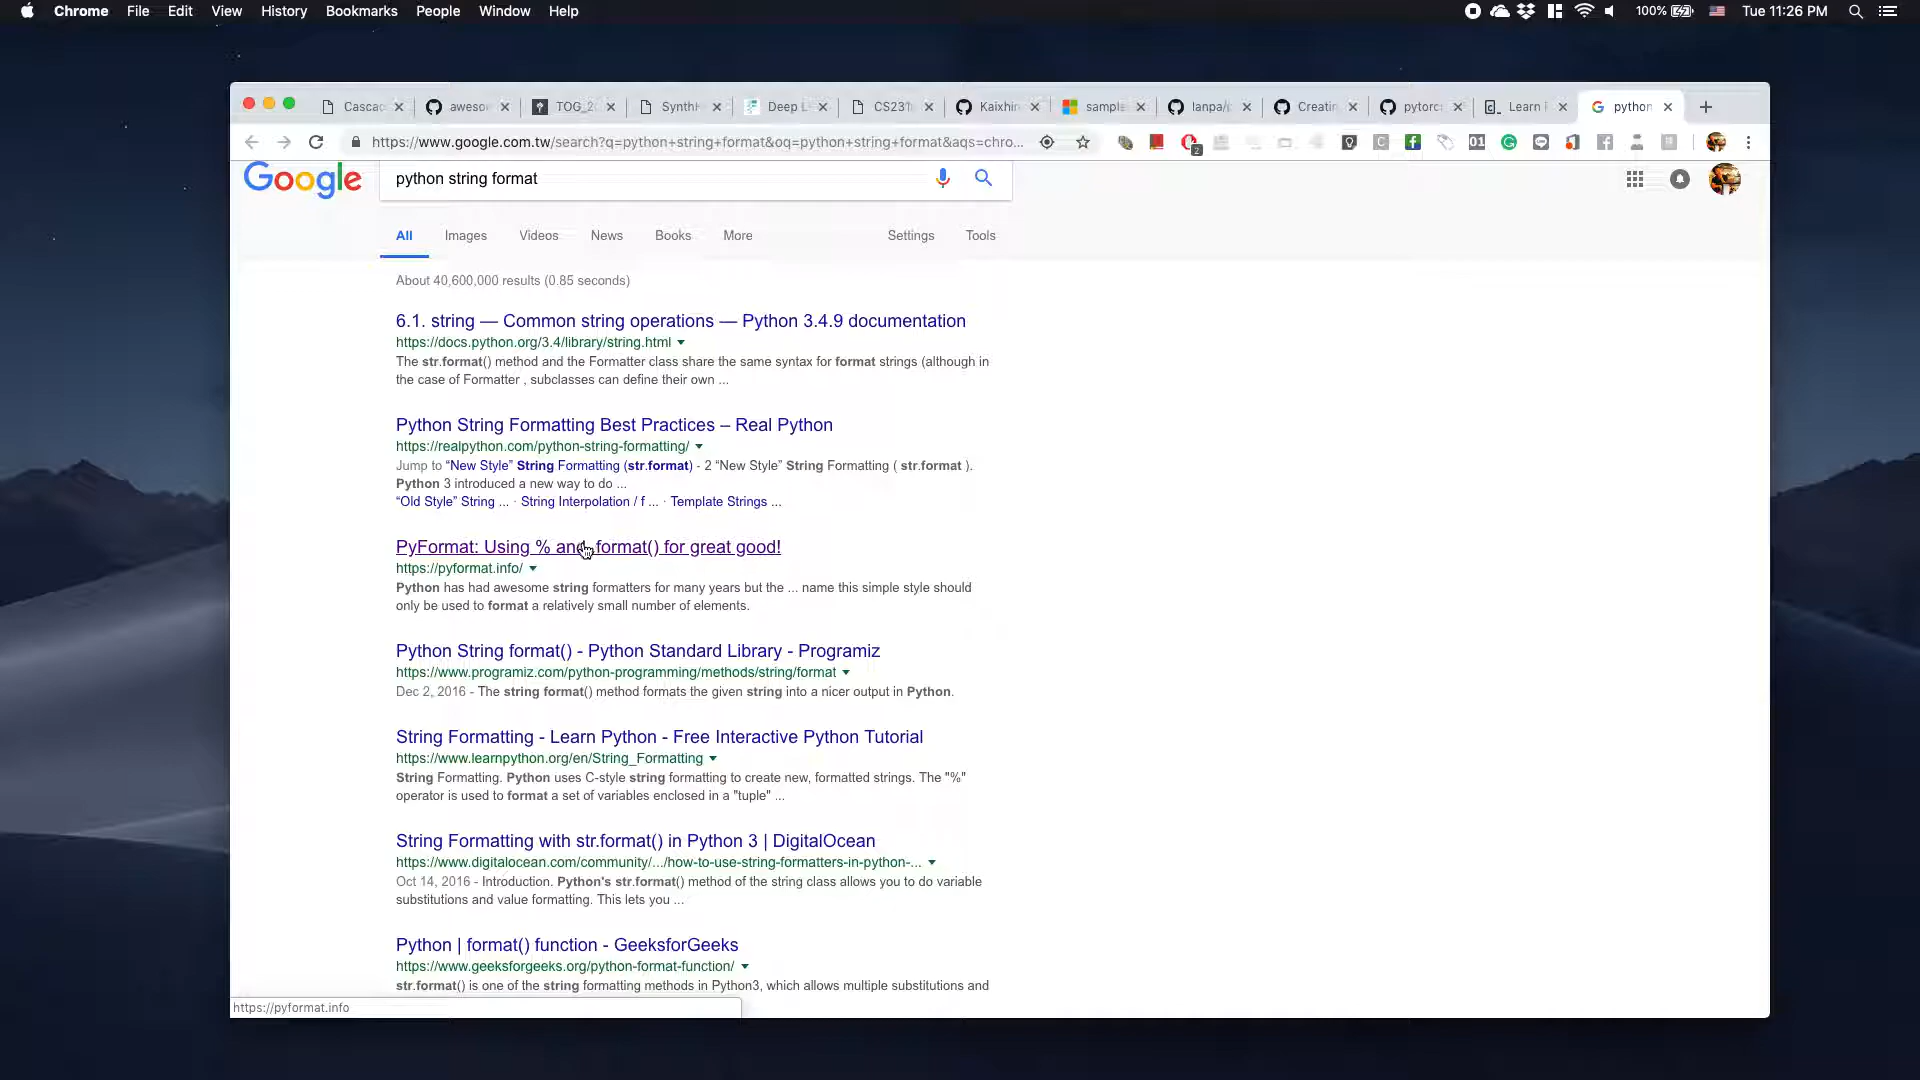 Chrome File Edit View History Bookmarks People Window Help 100% Tue 11:26 PM
Cascac awesom TOG_2 Synth Deep L CS231 Kaixhin sample lanpa/ Creatin pytorc Learn python
https://www.google.com.tw/search?q=python+string+format&oq=python+string+format&aqs=chro...
Google python string format
All Images Videos News Books More Settings Tools
About 40,600,000 results (0.85 seconds)
6.1. string — Common string operations — Python 3.4.9 documentation
https://docs.python.org/3.4/library/string.html
The str.format() method and the Formatter class share the same syntax for format strings (although in
the case of Formatter , subclasses can define their own ...
Python String Formatting Best Practices – Real Python
https://realpython.com/python-string-formatting/
Jump to “New Style” String Formatting (str.format) - 2 “New Style” String Formatting ( str.format ).
Python 3 introduced a new way to do ...
“Old Style” String ... · String Interpolation / f ... · Template Strings ...
PyFormat: Using % and format() for great good!
https://pyformat.info/
Python has had awesome string formatters for many years but the ... name this simple style should
only be used to format a relatively small number of elements.
Python String format() - Python Standard Library - Programiz
https://www.programiz.com/python-programming/methods/string/format
Dec 2, 2016 - The string format() method formats the given string into a nicer output in Python.
String Formatting - Learn Python - Free Interactive Python Tutorial
https://www.learnpython.org/en/String_Formatting
String Formatting. Python uses C-style string formatting to create new, formatted strings. The "%"
operator is used to format a set of variables enclosed in a "tuple" ...
String Formatting with str.format() in Python 3 | DigitalOcean
https://www.digitalocean.com/community/.../how-to-use-string-formatters-in-python-...
Oct 14, 2016 - Introduction. Python's str.format() method of the string class allows you to do variable
substitutions and value formatting. This lets you ...
Python | format() function - GeeksforGeeks
https://www.geeksforgeeks.org/python-format-function/
str.format() is one of the string formatting methods in Python3, which allows multiple substitutions and
https://pyformat.info